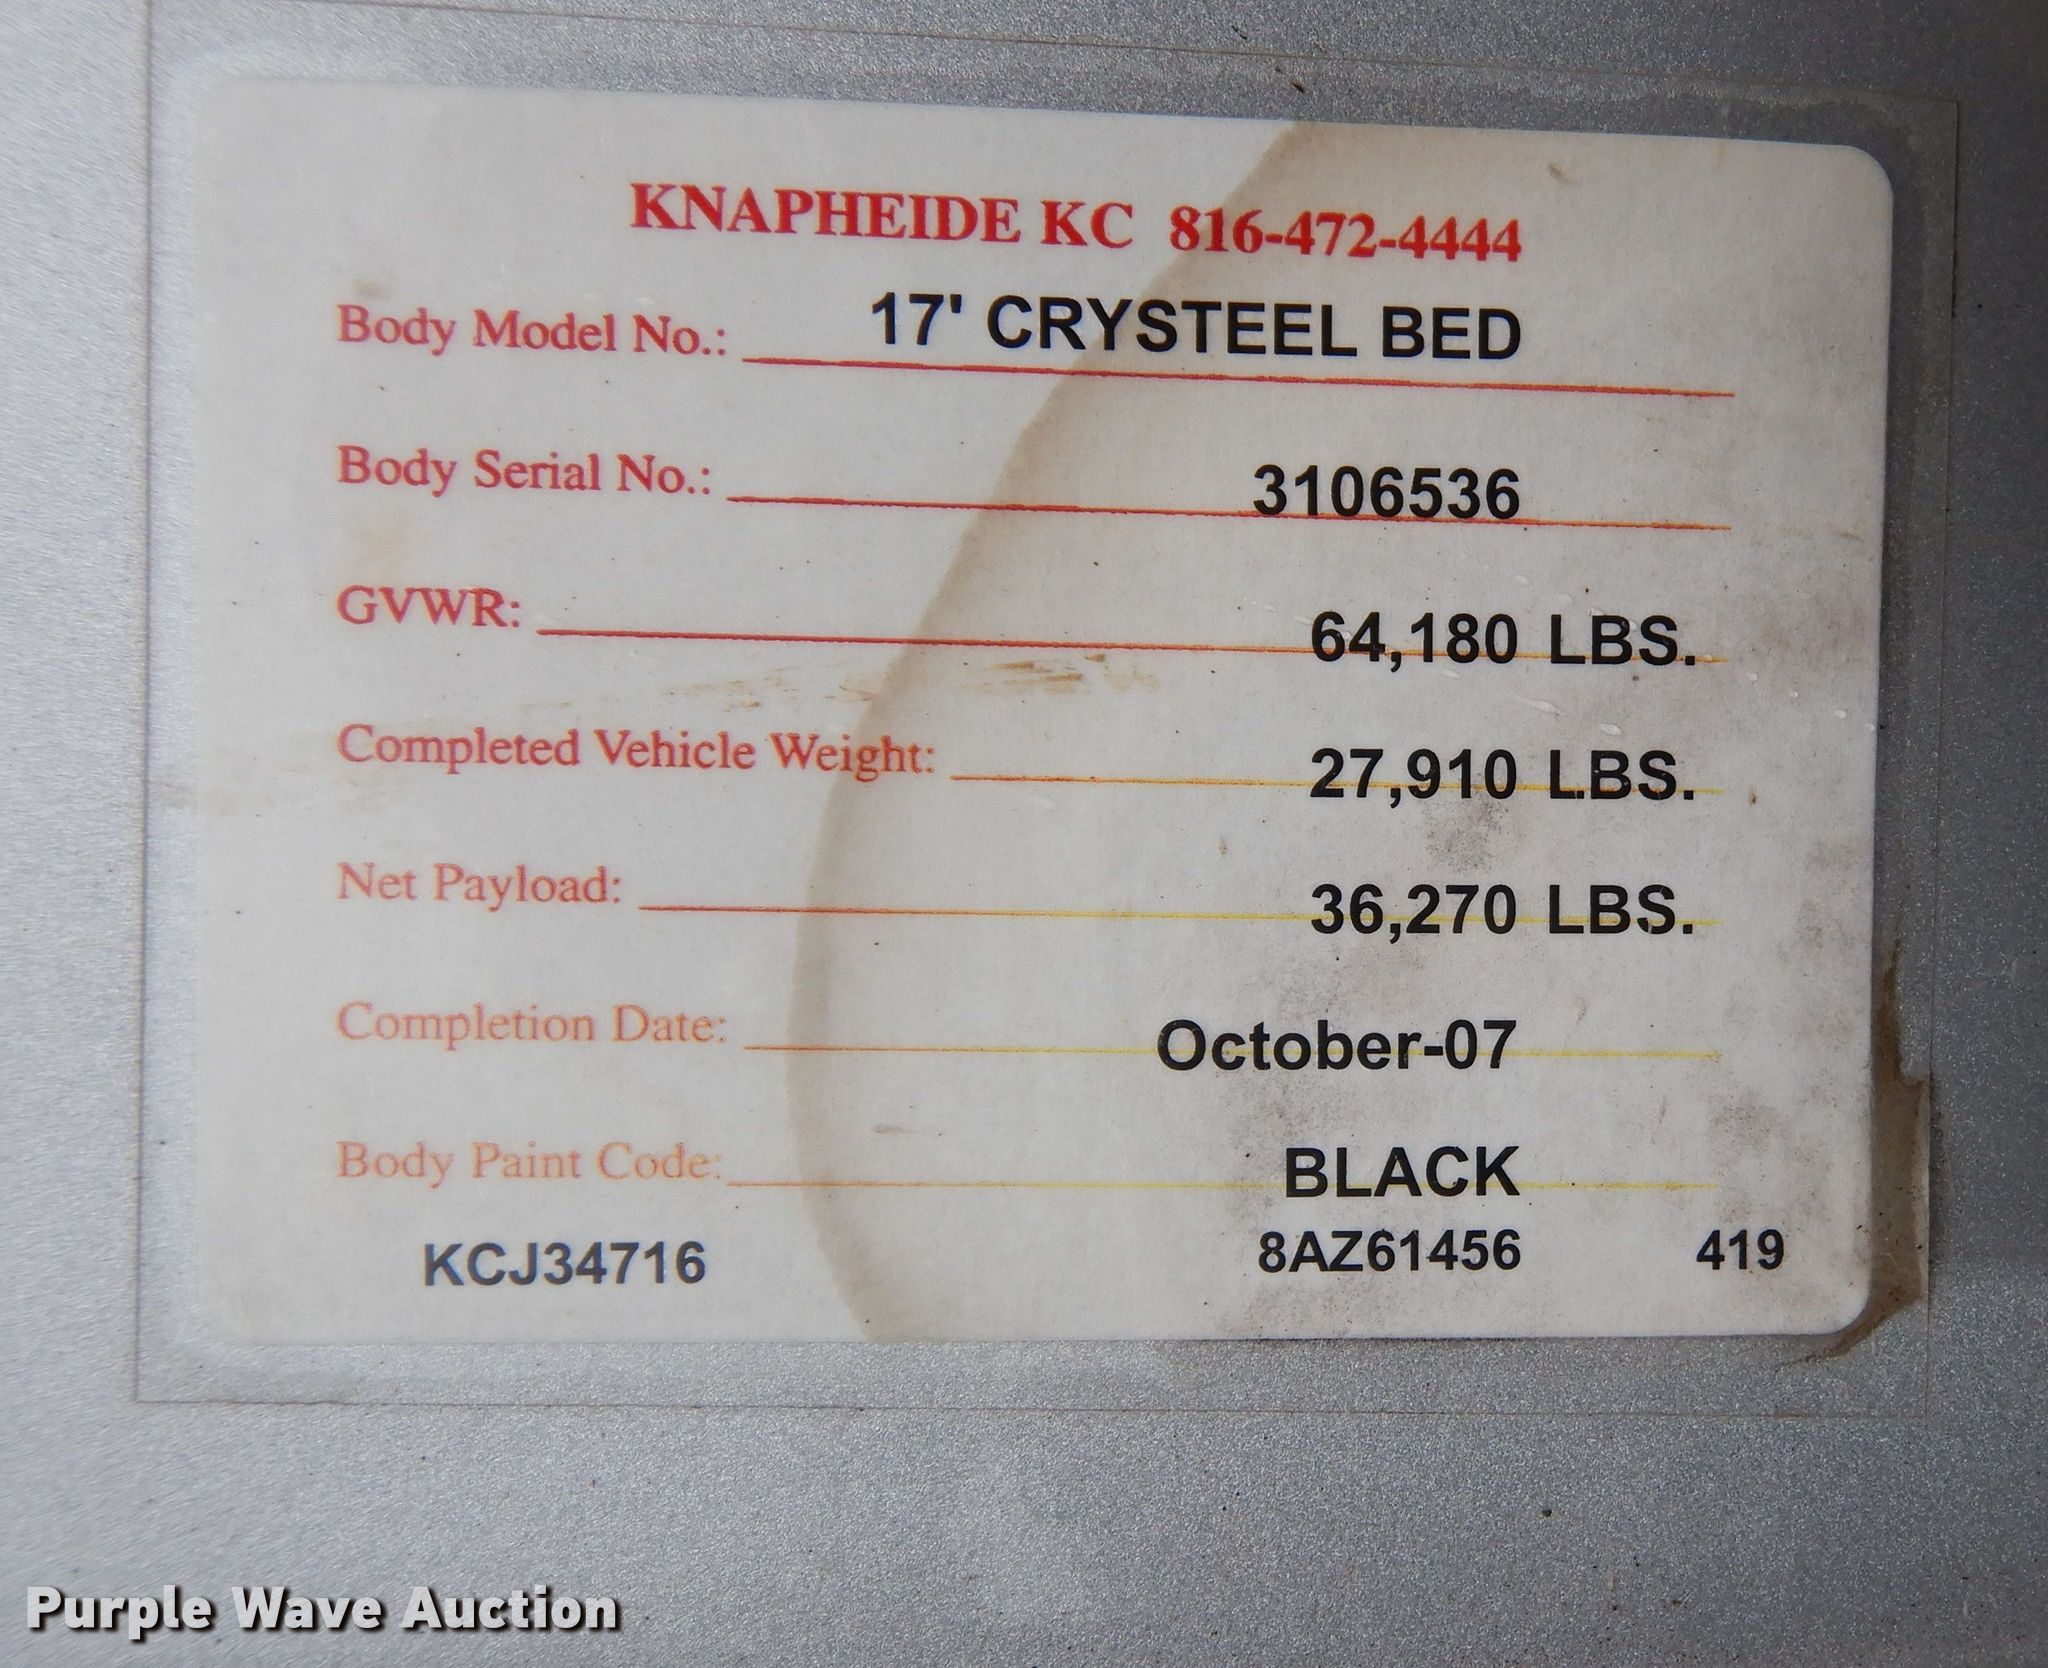 KNAPHEIDE KC 816-472-4444
Body Model No.: 17' CRYSTEEL BED
Body Serial No.: 3106536
GVWR: 64,180 LBS.
Completed Vehicle Weight: 27,910 LBS.
Net Payload: 36,270 LBS.
Completion Date: October-07
Body Paint Code: BLACK
KCJ34716 8AZ61456 419
Purple Wave Auction